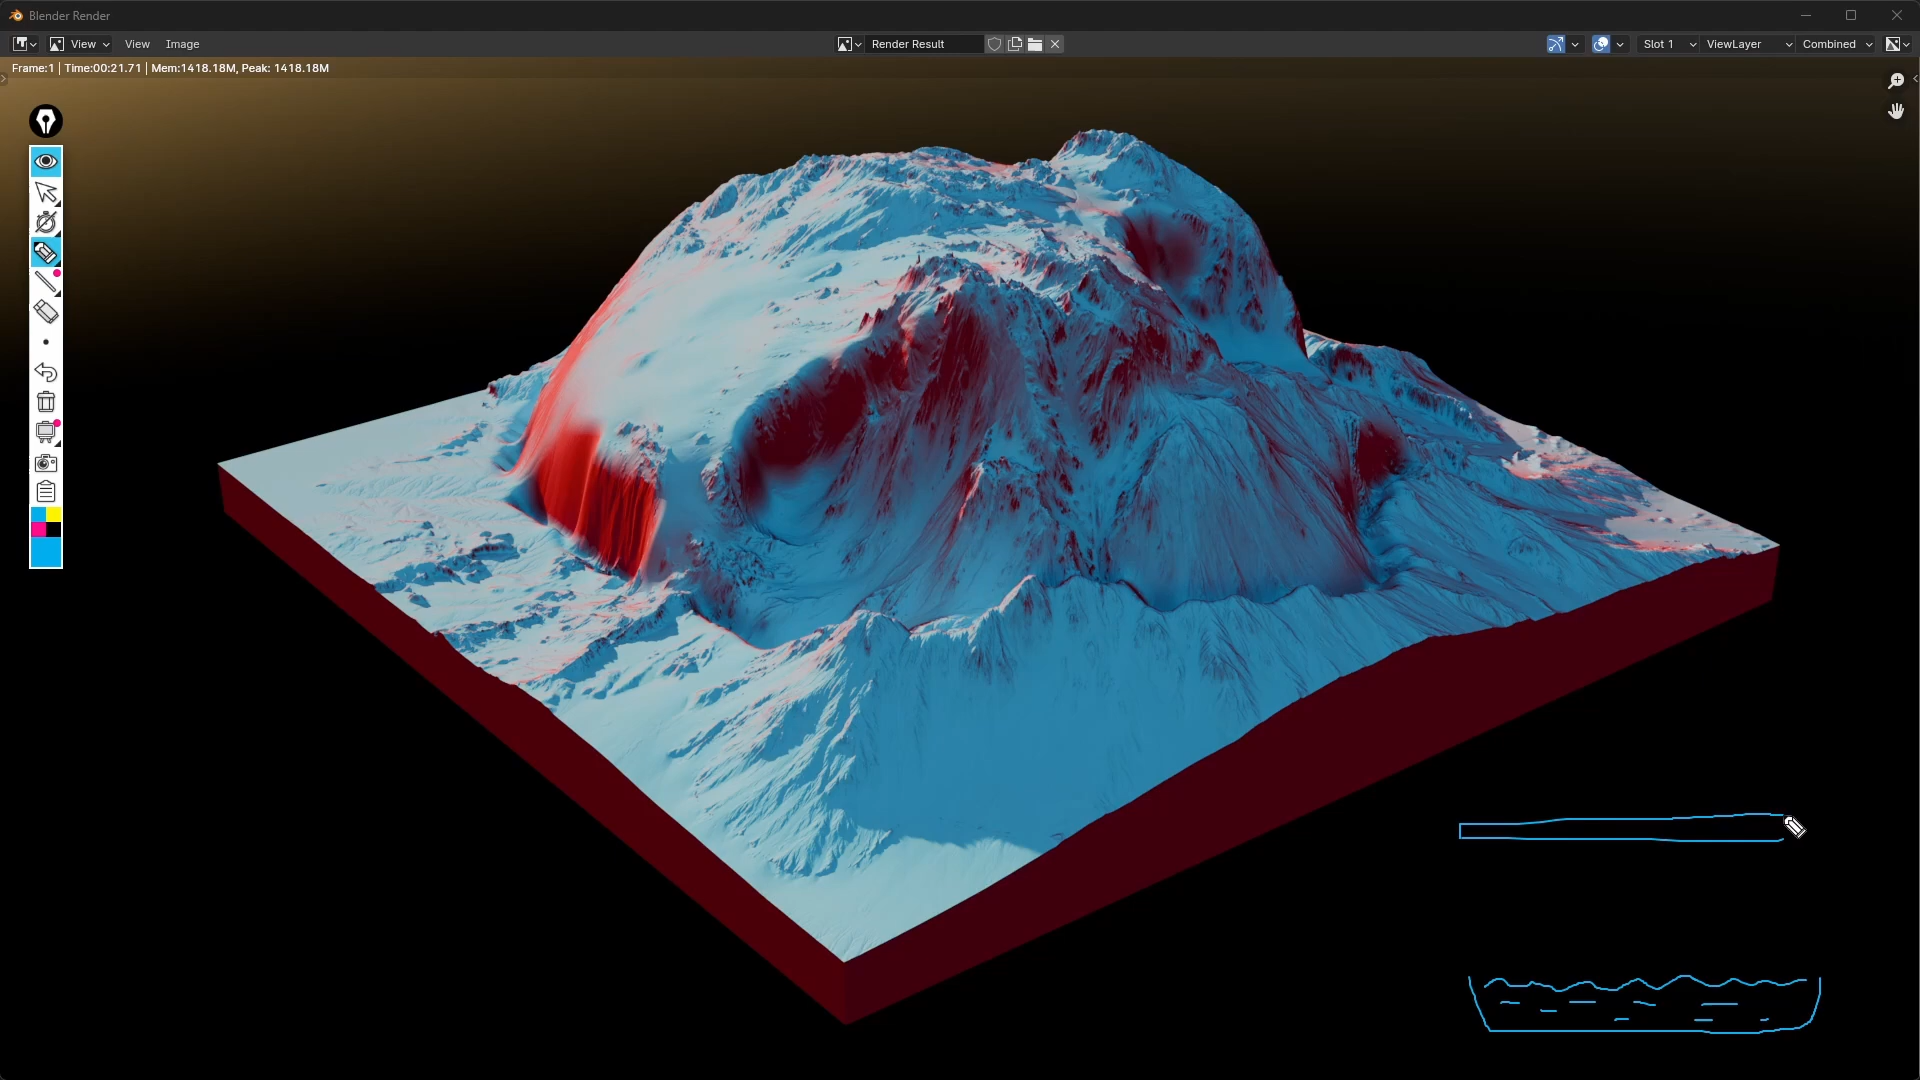 Blender Render
View View Image Render Result Slot 1 ViewLayer Combined
Frame:1 | Time:00:21.71 | Mem:1418.18M, Peak: 1418.18M